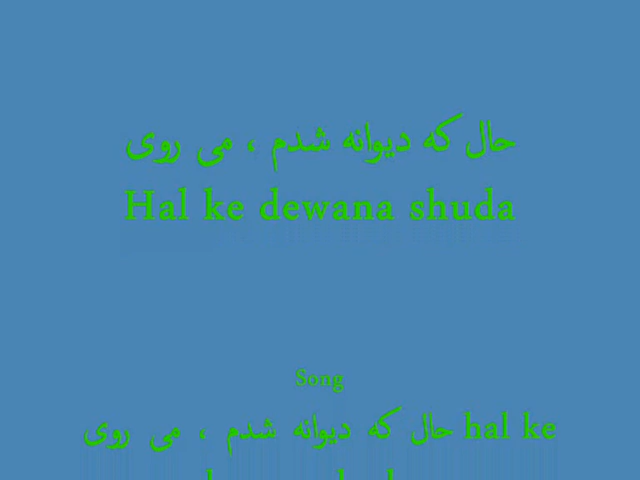 حال که دیوانه شدم ، می روی
Hal ke dewana shuda
Song
حال که دیوانه شدم ، می روی hal ke